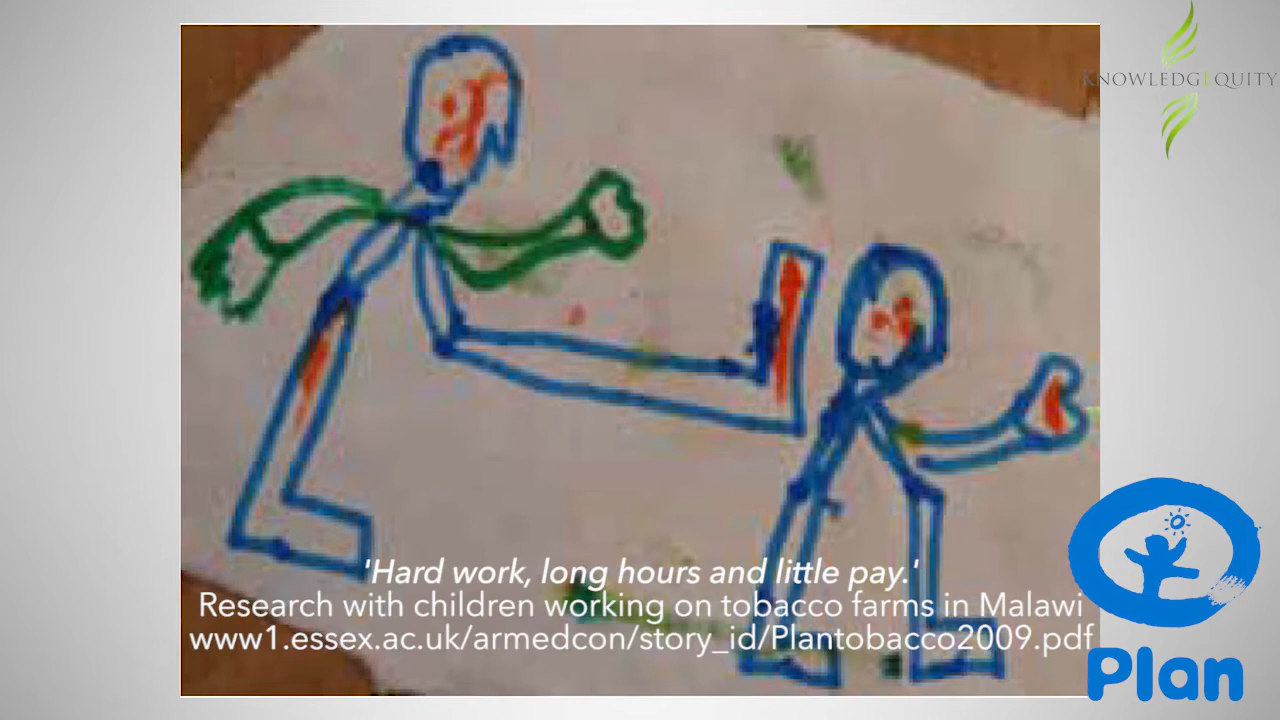 KNOWLEDGEQUITY
'Hard work, long hours and little pay.'
Research with children working on tobacco farms in Malawi
www1.essex.ac.uk/armedcon/story_id/Plantobacco2009.pdf
Plan